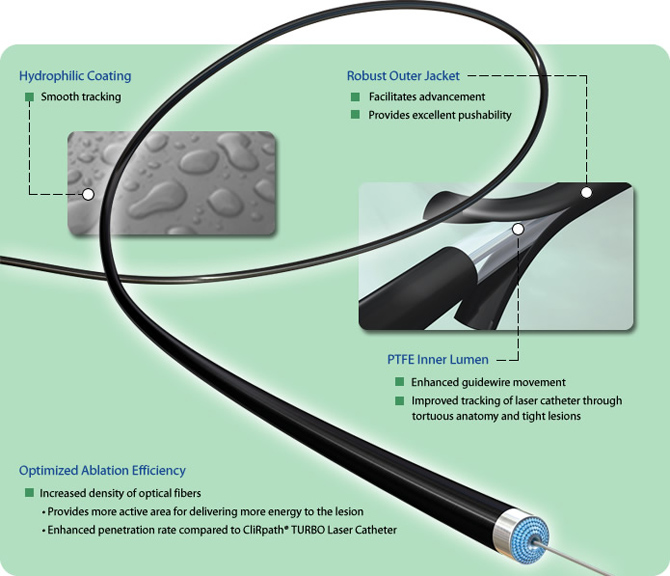 Hydrophilic Coating
Smooth tracking
Robust Outer Jacket
Facilitates advancement
Provides excellent pushability
PTFE Inner Lumen
Enhanced guidewire movement
Improved tracking of laser catheter through
tortuous anatomy and tight lesions
Optimized Ablation Efficiency
Increased density of optical fibers
• Provides more active area for delivering more energy to the lesion
• Enhanced penetration rate compared to CliRpath® TURBO Laser Catheter